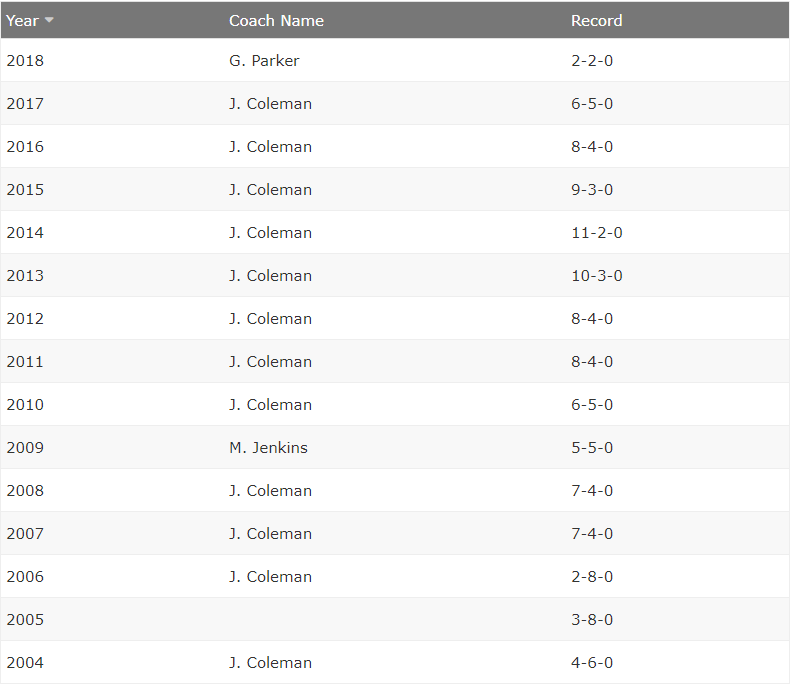 Year Coach Name Record
2018 G. Parker 2-2-0
2017 J. Coleman 6-5-0
2016 J. Coleman 8-4-0
2015 J. Coleman 9-3-0
2014 J. Coleman 11-2-0
2013 J. Coleman 10-3-0
2012 J. Coleman 8-4-0
2011 J. Coleman 8-4-0
2010 J. Coleman 6-5-0
2009 M. Jenkins 5-5-0
2008 J. Coleman 7-4-0
2007 J. Coleman 7-4-0
2006 J. Coleman 2-8-0
2005 3-8-0
2004 J. Coleman 4-6-0